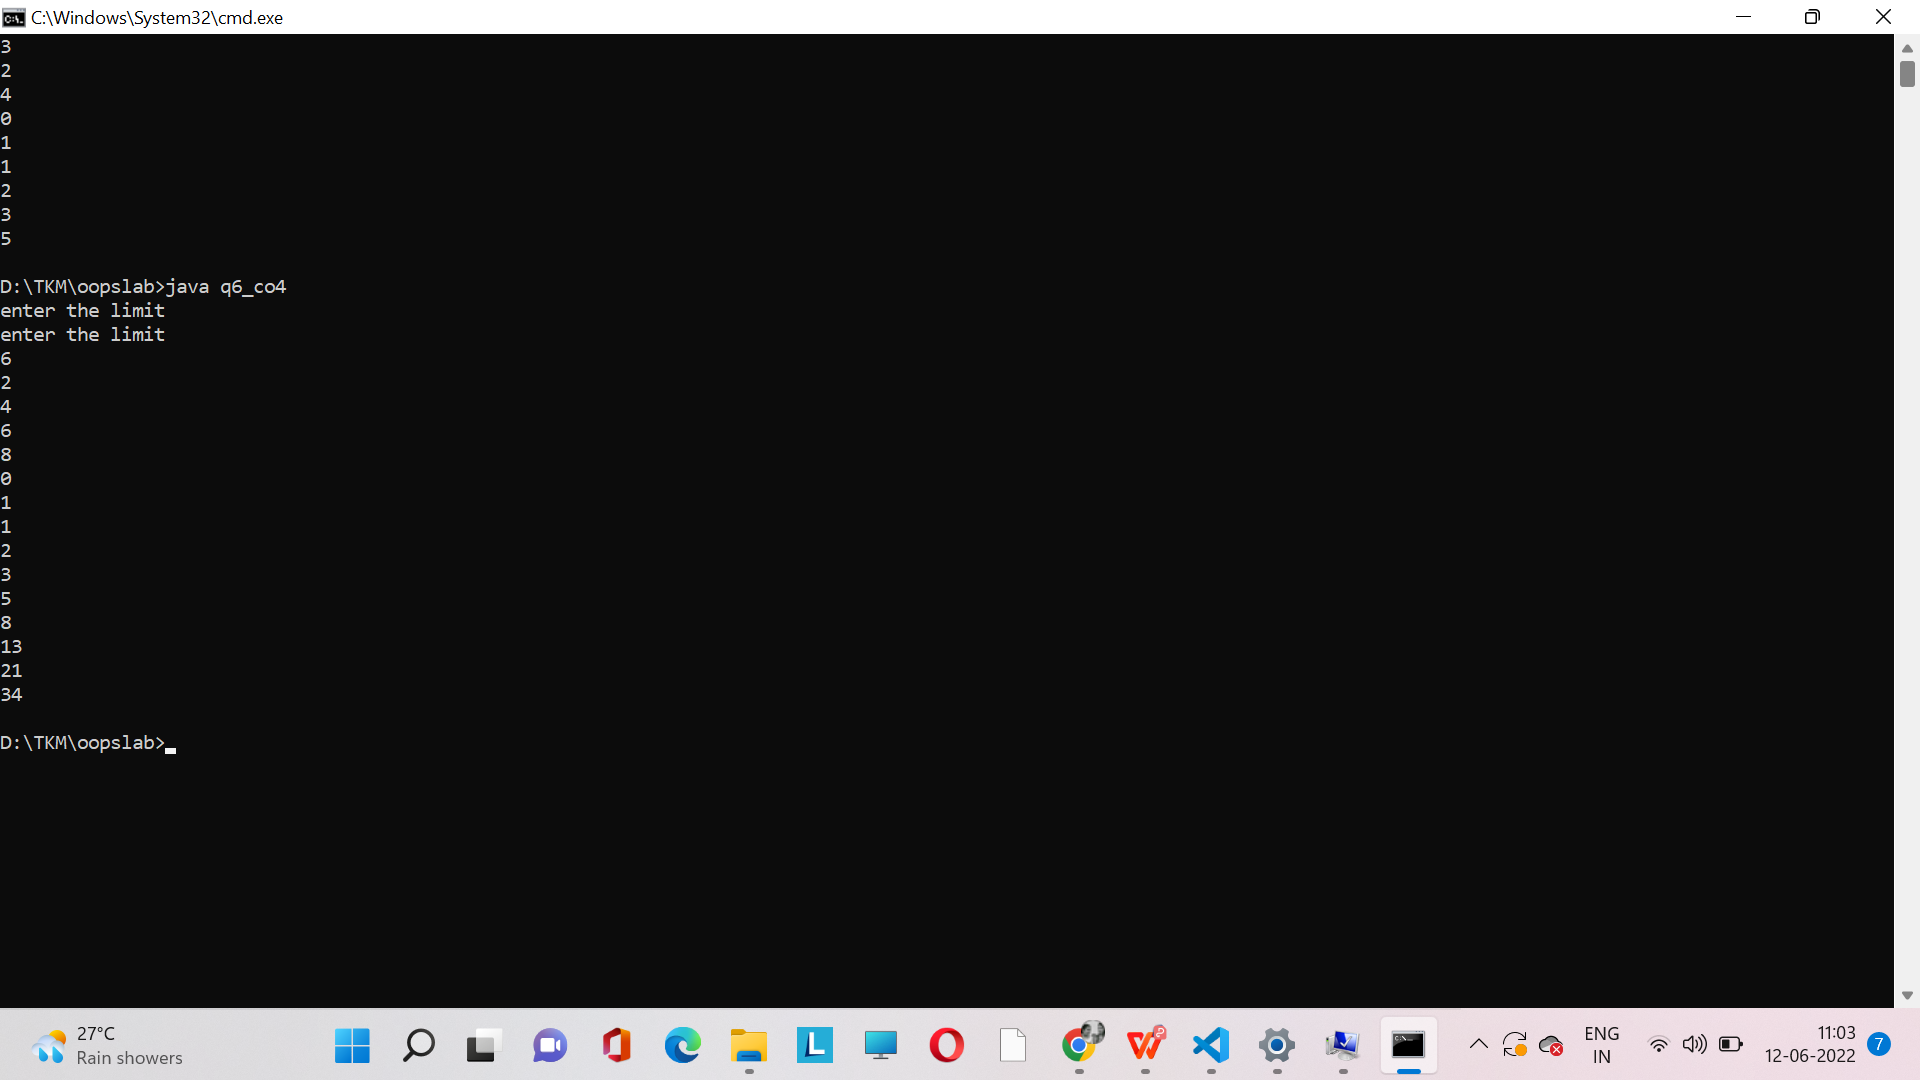 C:\Windows\System32\cmd.exe
3
2
4
0
1
1
2
3
5
D:\TKM\oopslab>java q6_co4
enter the limit
enter the limit
6
2
4
6
8
0
1
1
2
3
5
8
13
21
34
D:\TKM\oopslab>
27°C
Rain showers
L
ENG
IN
11:03
12-06-2022
7